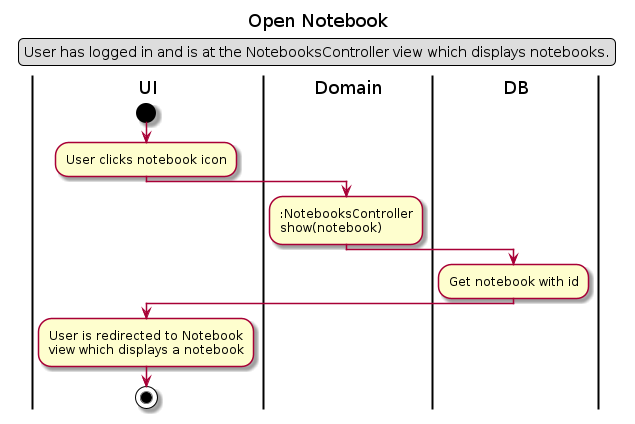 Open Notebook
User has logged in and is at the NotebooksController view which displays notebooks.
UI
Domain
DB
User clicks notebook icon
:NotebooksController
show(notebook)
Get notebook with id
User is redirected to Notebook
view which displays a notebook